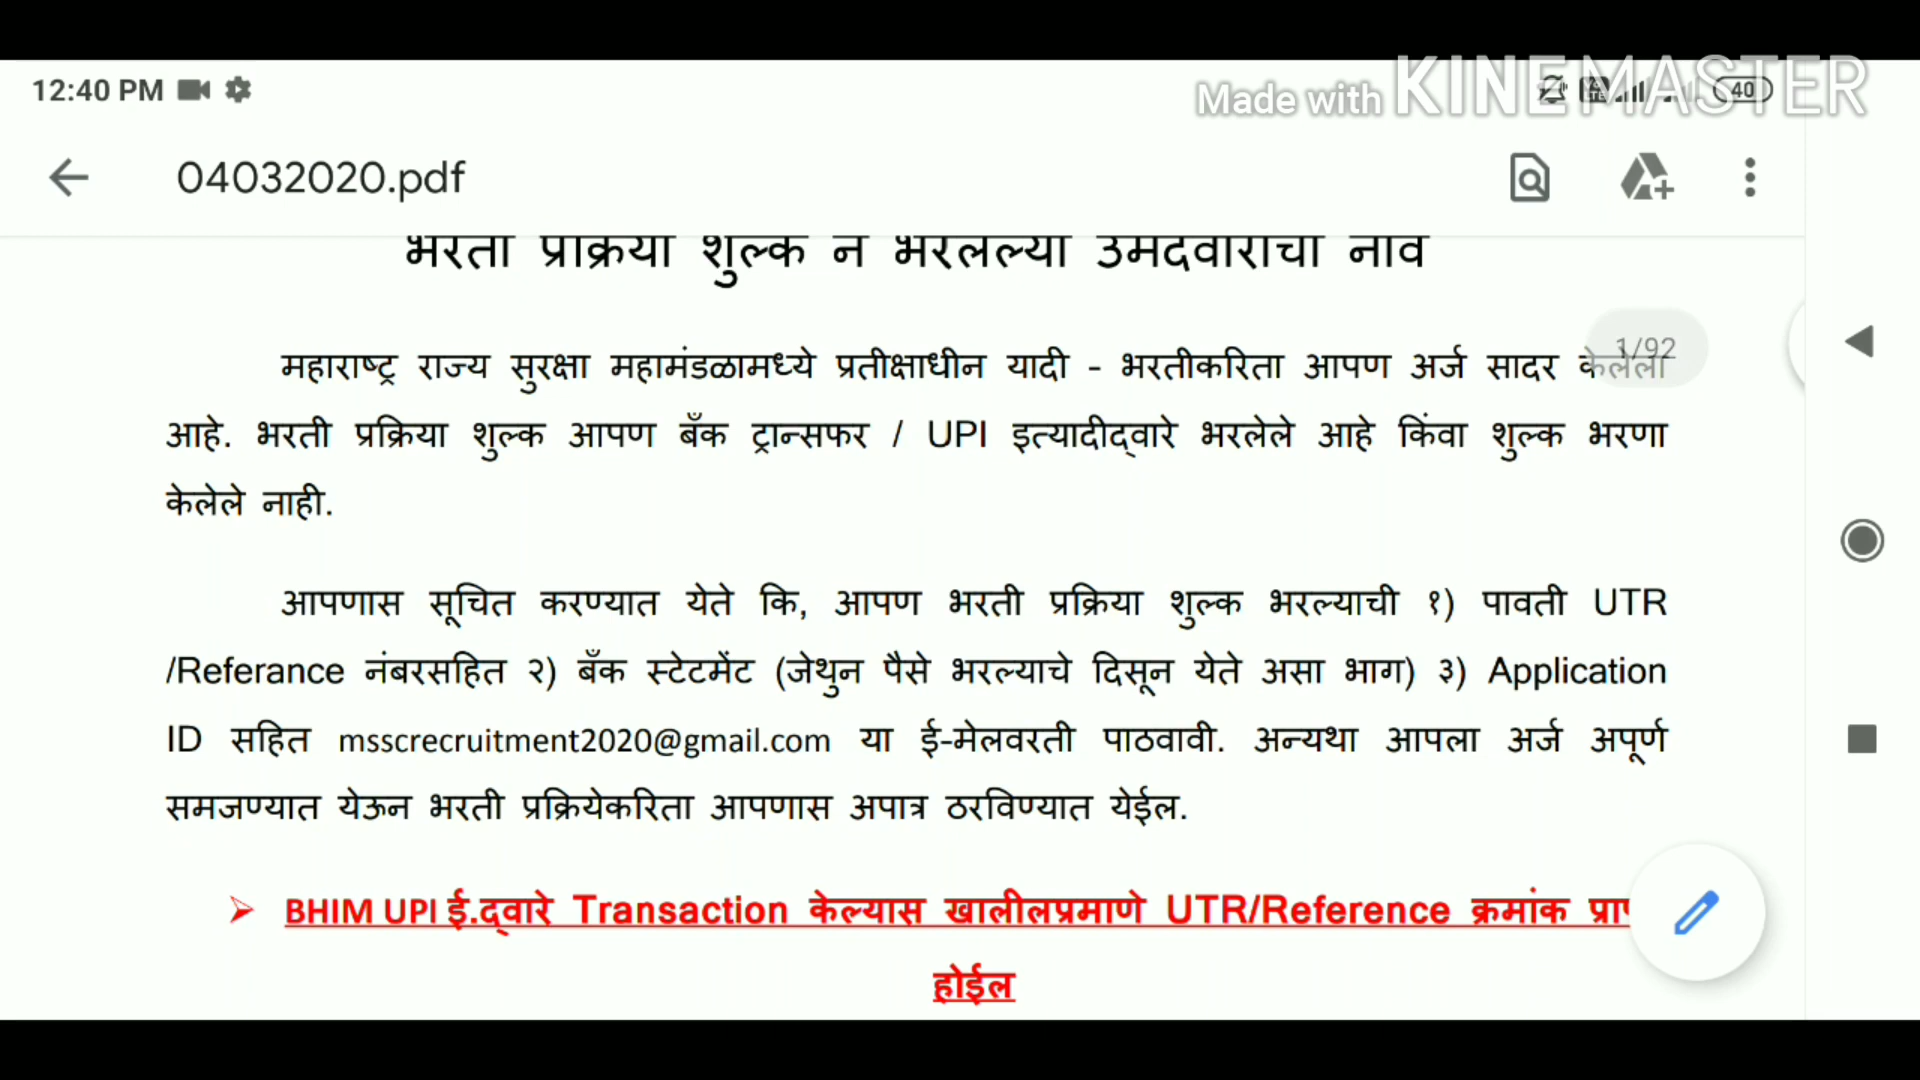 12:40 PM
Made with KINEMASTER
40
04032020.pdf
भरती प्रक्रिया शुल्क न भरलेल्या उमेदवारांची नावे
1/92
महाराष्ट्र राज्य सुरक्षा महामंडळामध्ये प्रतीक्षाधीन यादी - भरतीकरिता आपण अर्ज सादर केलेला
आहे. भरती प्रक्रिया शुल्क आपण बँक ट्रान्सफर / UPI इत्यादीद्वारे भरलेले आहे किंवा शुल्क भरणा
केलेले नाही.
आपणास सूचित करण्यात येते कि, आपण भरती प्रक्रिया शुल्क भरल्याची १) पावती UTR
/Referance नंबरसहित २) बँक स्टेटमेंट (जेथुन पैसे भरल्याचे दिसून येते असा भाग) ३) Application
ID सहित msscrecruitment2020@gmail.com या ई-मेलवरती पाठवावी. अन्यथा आपला अर्ज अपूर्ण
समजण्यात येऊन भरती प्रक्रियेकरिता आपणास अपात्र ठरविण्यात येईल.
➢ BHIM UPI ई.द्वारे Transaction केल्यास खालीलप्रमाणे UTR/Reference क्रमांक
होईल